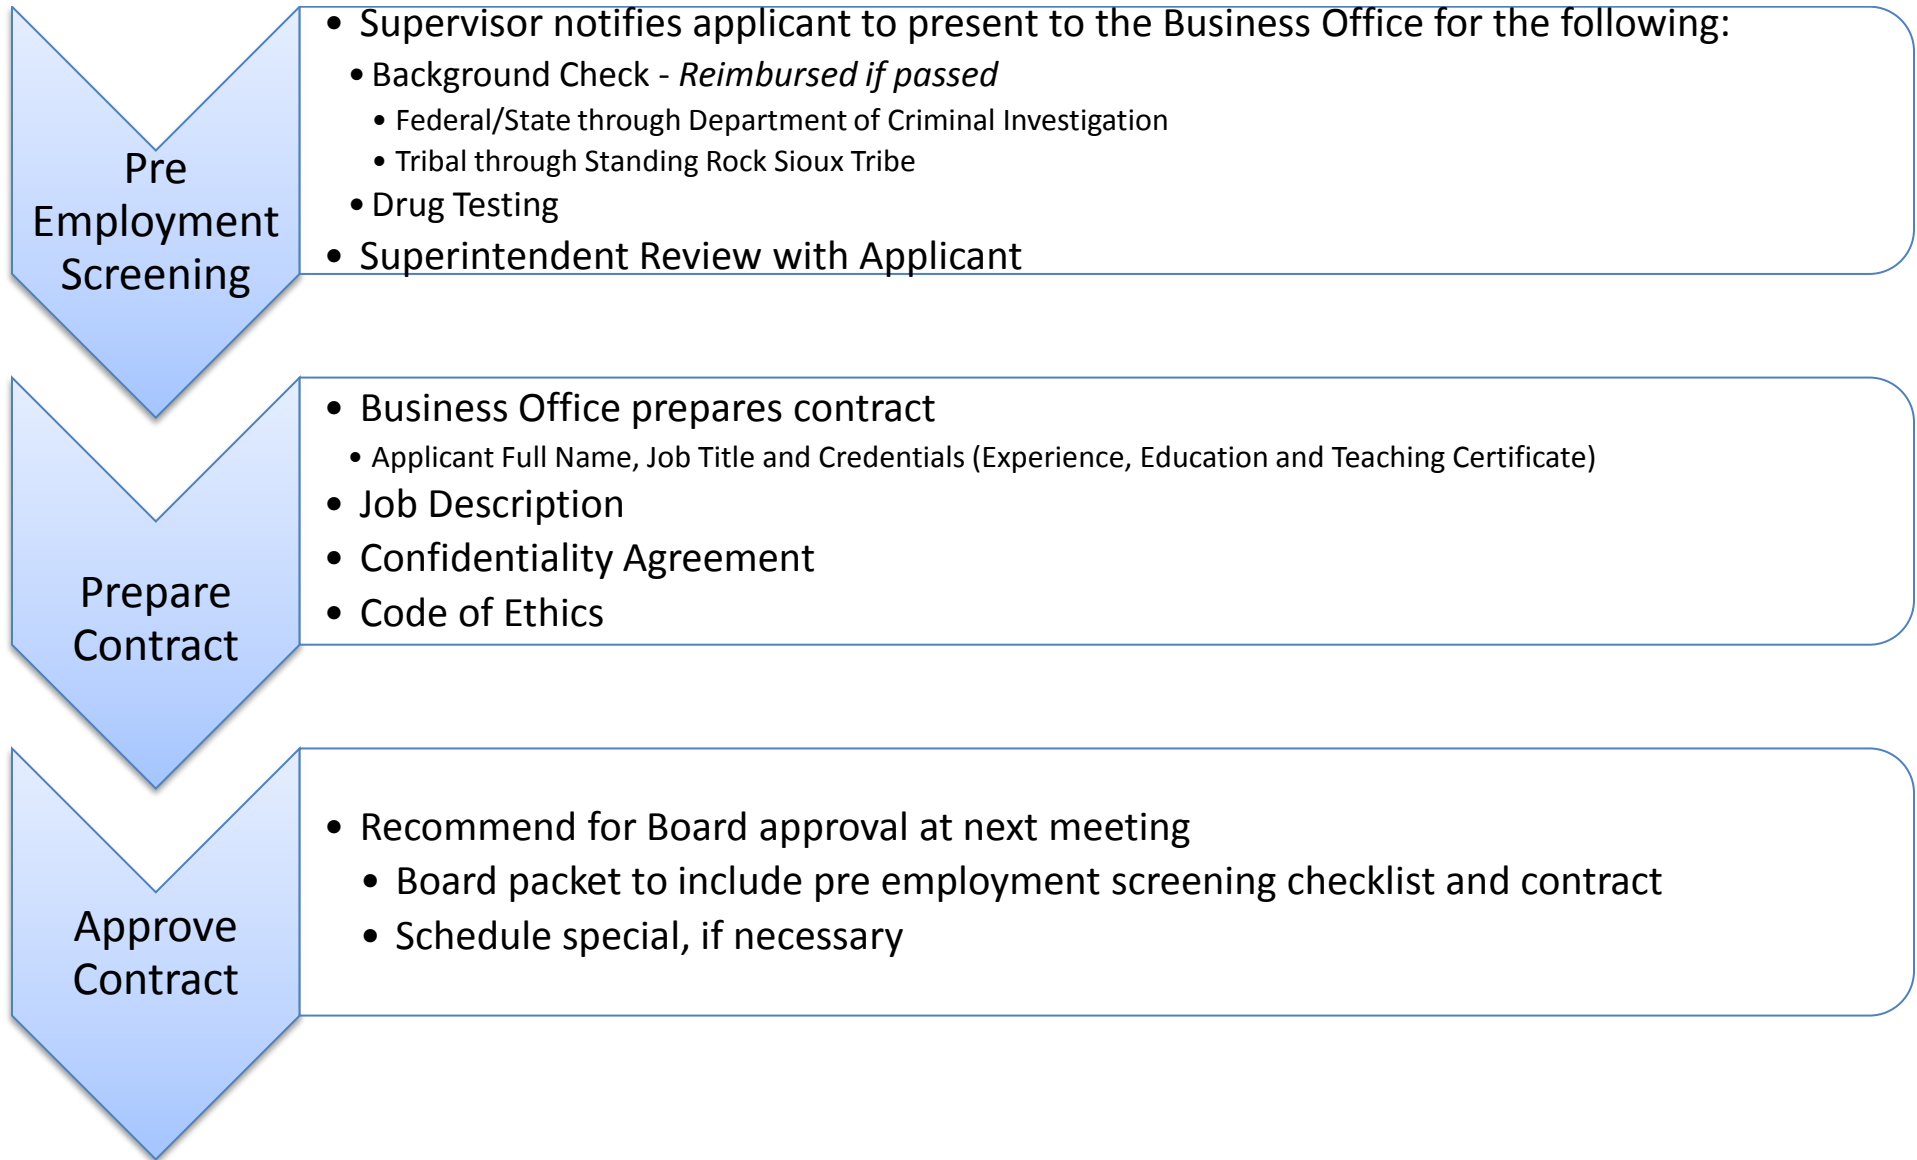 Pre
Employment
Screening
• Supervisor notifies applicant to present to the Business Office for the following:
• Background Check - Reimbursed if passed
• Federal/State through Department of Criminal Investigation
• Tribal through Standing Rock Sioux Tribe
• Drug Testing
• Superintendent Review with Applicant
Prepare
Contract
• Business Office prepares contract
• Applicant Full Name, Job Title and Credentials (Experience, Education and Teaching Certificate)
• Job Description
• Confidentiality Agreement
• Code of Ethics
Approve
Contract
• Recommend for Board approval at next meeting
• Board packet to include pre employment screening checklist and contract
• Schedule special, if necessary